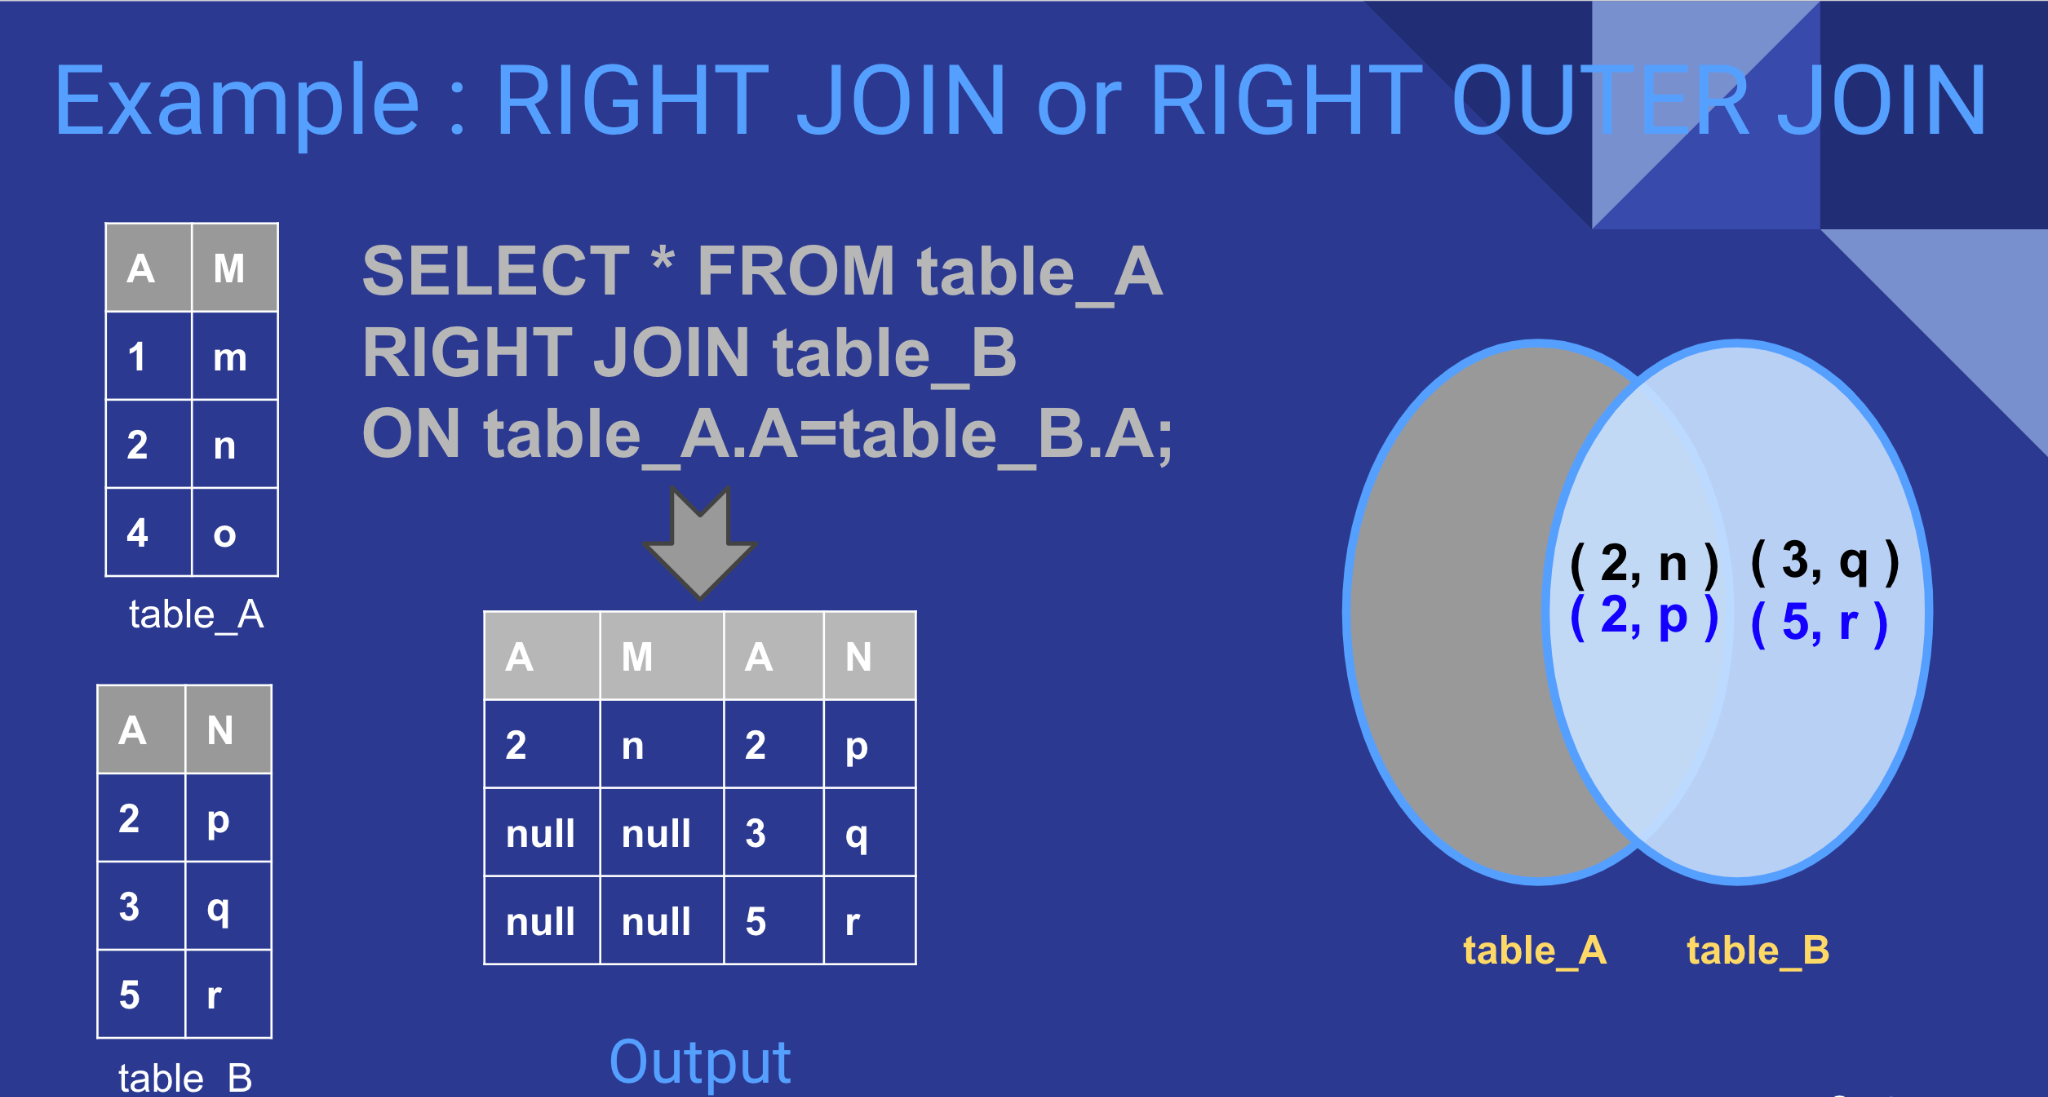 Example : RIGHT JOIN or RIGHT OUTER JOIN
A M
1 m
2 n
4 o
table_A
A N
2 p
3 q
5 r
table_B
SELECT * FROM table_A
RIGHT JOIN table_B
ON table_A.A=table_B.A;
A M A N
2 n 2 p
null null 3 q
null null 5 r
Output
( 2, n ) ( 3, q )
( 2, p ) ( 5, r )
table_A table_B